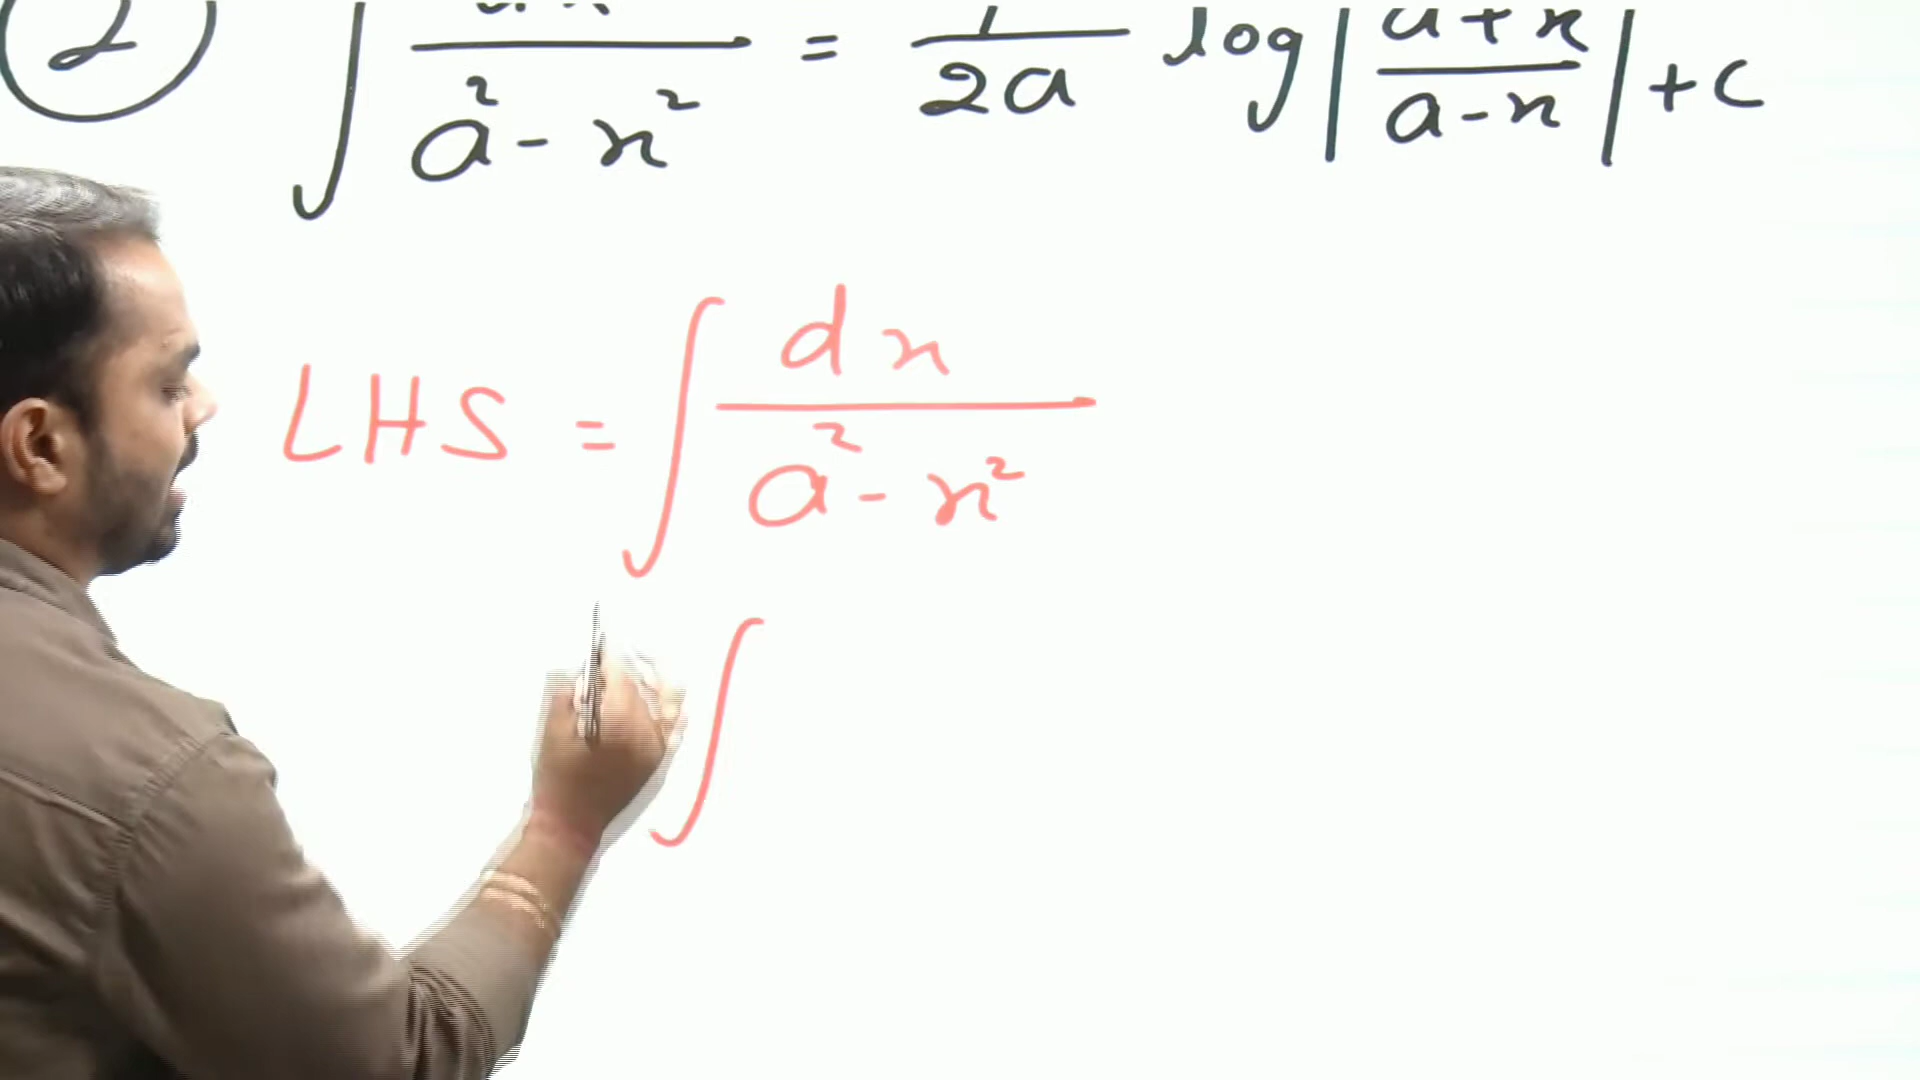 2 ∫ dx / a² - x² = 1 / 2a log | a + x / a - x | + c
LHS = ∫ dx / a² - x²
∫